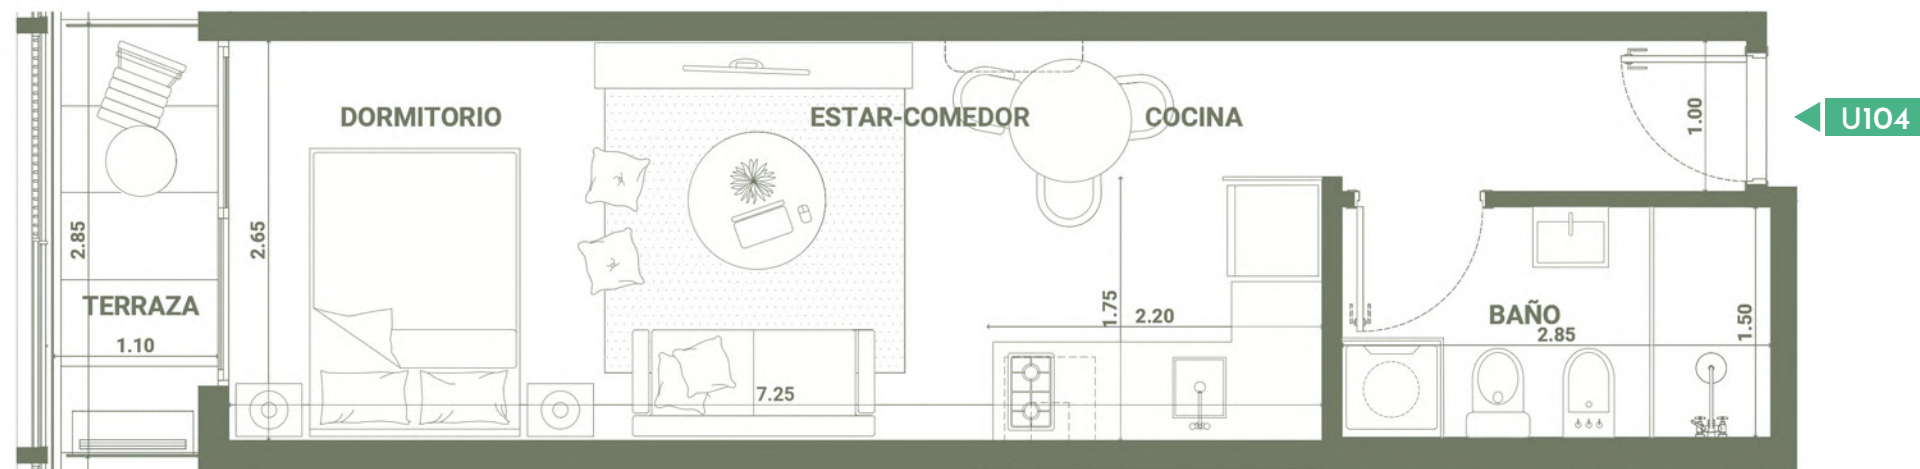 DORMITORIO
ESTAR-COMEDOR
COCINA
1.00
U104
2.85
2.65
TERRAZA
1.10
1.75
2.20
BAÑO
2.85
1.50
7.25